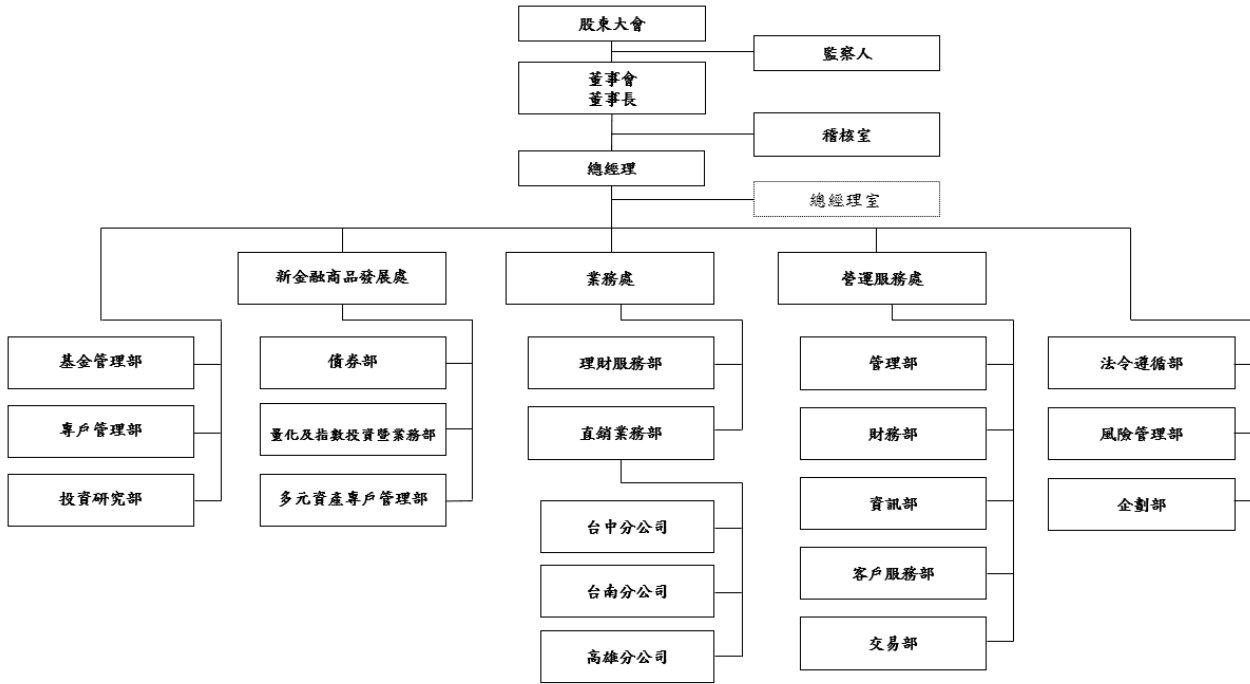 股東大會
監察人
董事會
董事長
稽核室
總經理
總經理室
新金融商品發展處
業務處
營運服務處
基金管理部
債券部
理財服務部
管理部
法令遵循部
專戶管理部
量化及指數投資暨業務部
直銷業務部
財務部
風險管理部
投資研究部
多元資產專戶管理部
資訊部
企劃部
台中分公司
客戶服務部
台南分公司
交易部
高雄分公司